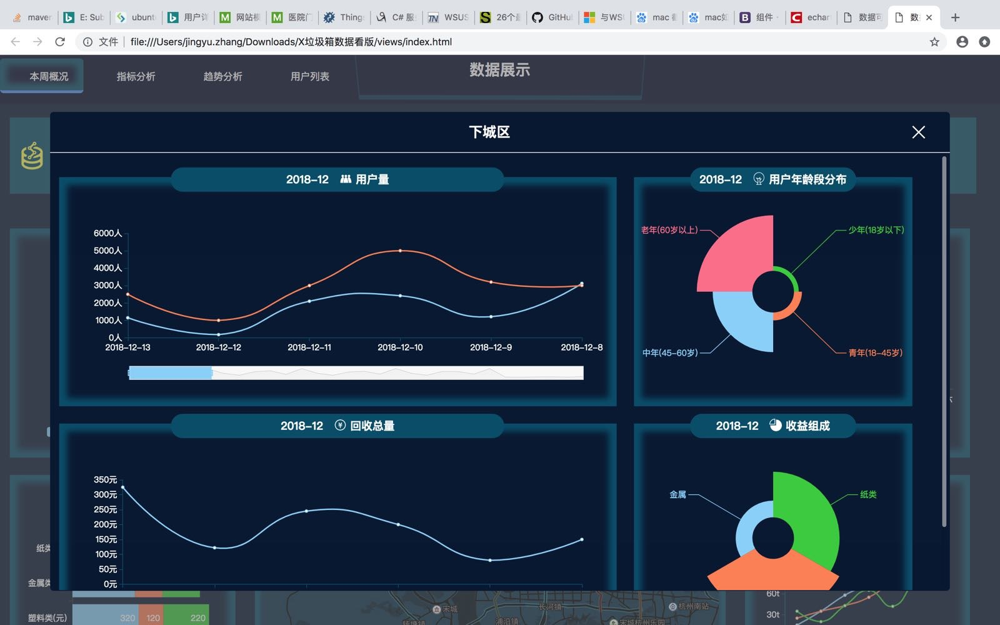 maver
E: Sub
ubunt
用户详
网站模
医院门
Things
C# 服
WSUS
26个最
GitHu
与WSU
mac 截
mac如
组件 -
echar
数据可
数
文件
file:///Users/jingyu.zhang/Downloads/X垃圾箱数据看版/views/index.html
本周概况
指标分析
趋势分析
用户列表
数据展示
下城区
2018-12 用户量
6000人
5000人
4000人
3000人
2000人
1000人
0人
2018-12-13
2018-12-12
2018-12-11
2018-12-10
2018-12-9
2018-12-8
2018-12 用户年龄段分布
老年(60岁以上)
少年(18岁以下)
中年(45-60岁)
青年(18-45岁)
2018-12 回收总量
350元
300元
250元
200元
150元
100元
50元
0元
2018-12 收益组成
金属
纸类
纸类
金属类
塑料类(元)
320
120
220
宋城
长河镇
杭州南站
转塘镇
浦沿镇
宋城杭州乐园
60t
30t